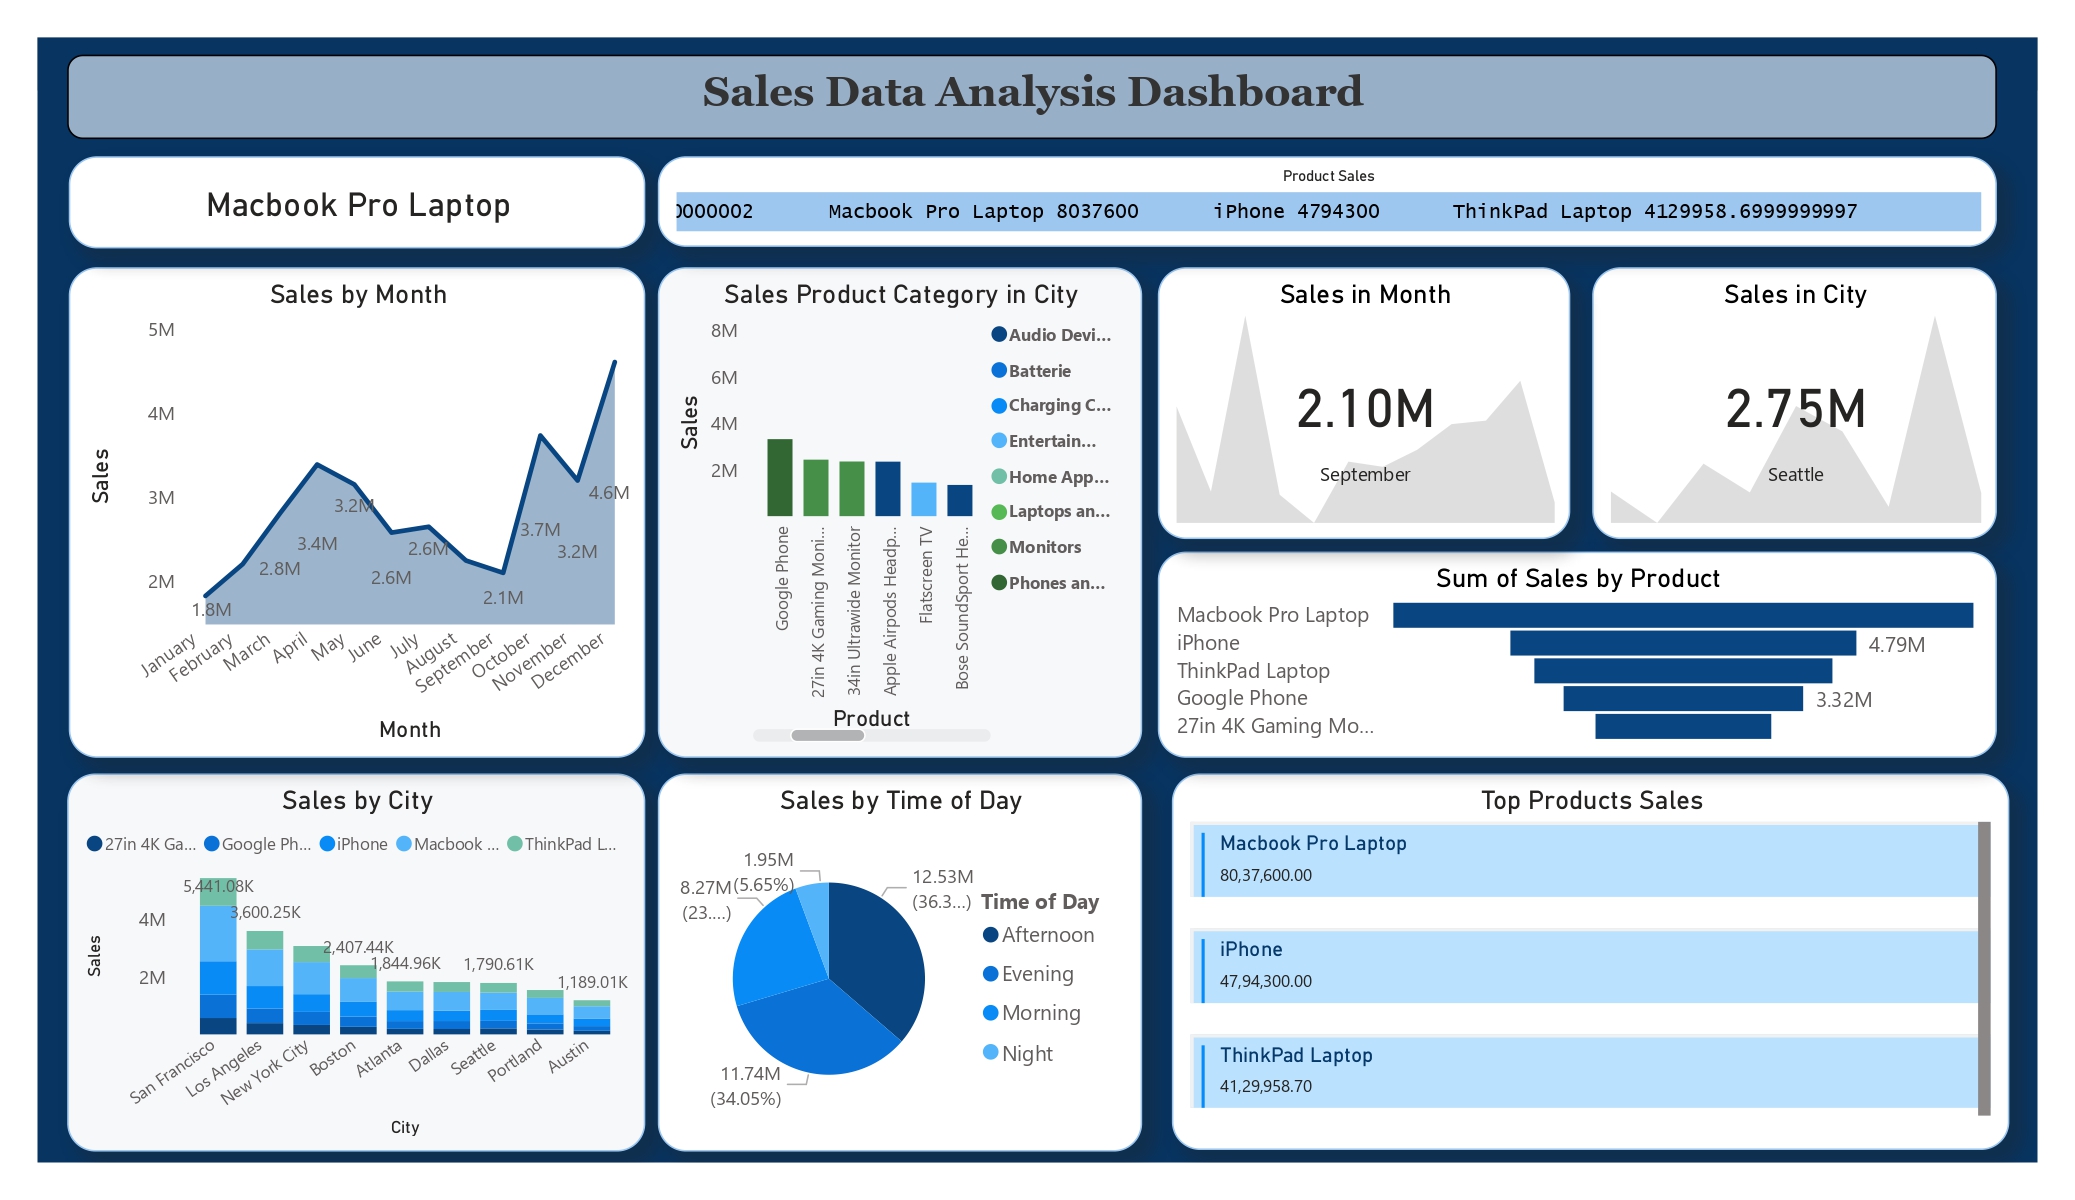 Sales Data Analysis Dashboard
Macbook Pro Laptop
Product Sales
0000002 Macbook Pro Laptop 8037600 iPhone 4794300 ThinkPad Laptop 4129958.6999999997
Sales by Month
Sales
5M
4M
3M
2M
1.8M
2.8M
3.4M
3.2M
2.6M
2.6M
2.1M
3.7M
3.2M
4.6M
January
February
March
April
May
June
July
August
September
October
November
December
Month
Sales Product Category in City
Sales
8M
6M
4M
2M
Google Phone
27in 4K Gaming Moni...
34in Ultrawide Monitor
Apple Airpods Headp...
Flatscreen TV
Bose SoundSport He...
Product
Audio Devi...
Batterie
Charging C...
Entertain...
Home App...
Laptops an...
Monitors
Phones an...
Sales in Month
2.10M
September
Sales in City
2.75M
Seattle
Sum of Sales by Product
Macbook Pro Laptop
iPhone 4.79M
ThinkPad Laptop
Google Phone 3.32M
27in 4K Gaming Mo...
Sales by City
27in 4K Ga... Google Ph... iPhone Macbook ... ThinkPad L...
Sales
4M
2M
5,441.08K
3,600.25K
2,407.44K
1,844.96K
1,790.61K
1,189.01K
San Francisco
Los Angeles
New York City
Boston
Atlanta
Dallas
Seattle
Portland
Austin
City
Sales by Time of Day
1.95M
(5.65%)
12.53M
(36.3...)
8.27M
(23....)
11.74M
(34.05%)
Time of Day
Afternoon
Evening
Morning
Night
Top Products Sales
Macbook Pro Laptop
80,37,600.00
iPhone
47,94,300.00
ThinkPad Laptop
41,29,958.70